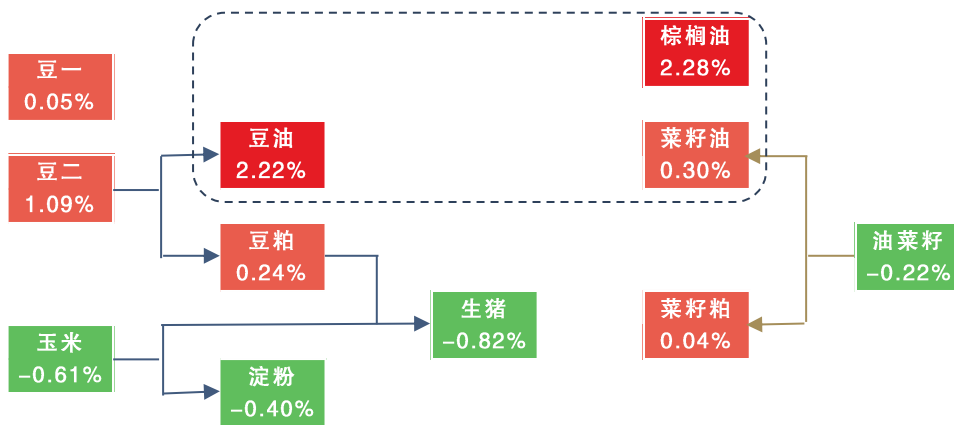 棕榈油
2.28%
豆一
0.05%
豆油
2.22%
菜籽油
0.30%
豆二
1.09%
豆粕
0.24%
油菜籽
-0.22%
生猪
-0.82%
菜籽粕
0.04%
玉米
-0.61%
淀粉
-0.40%